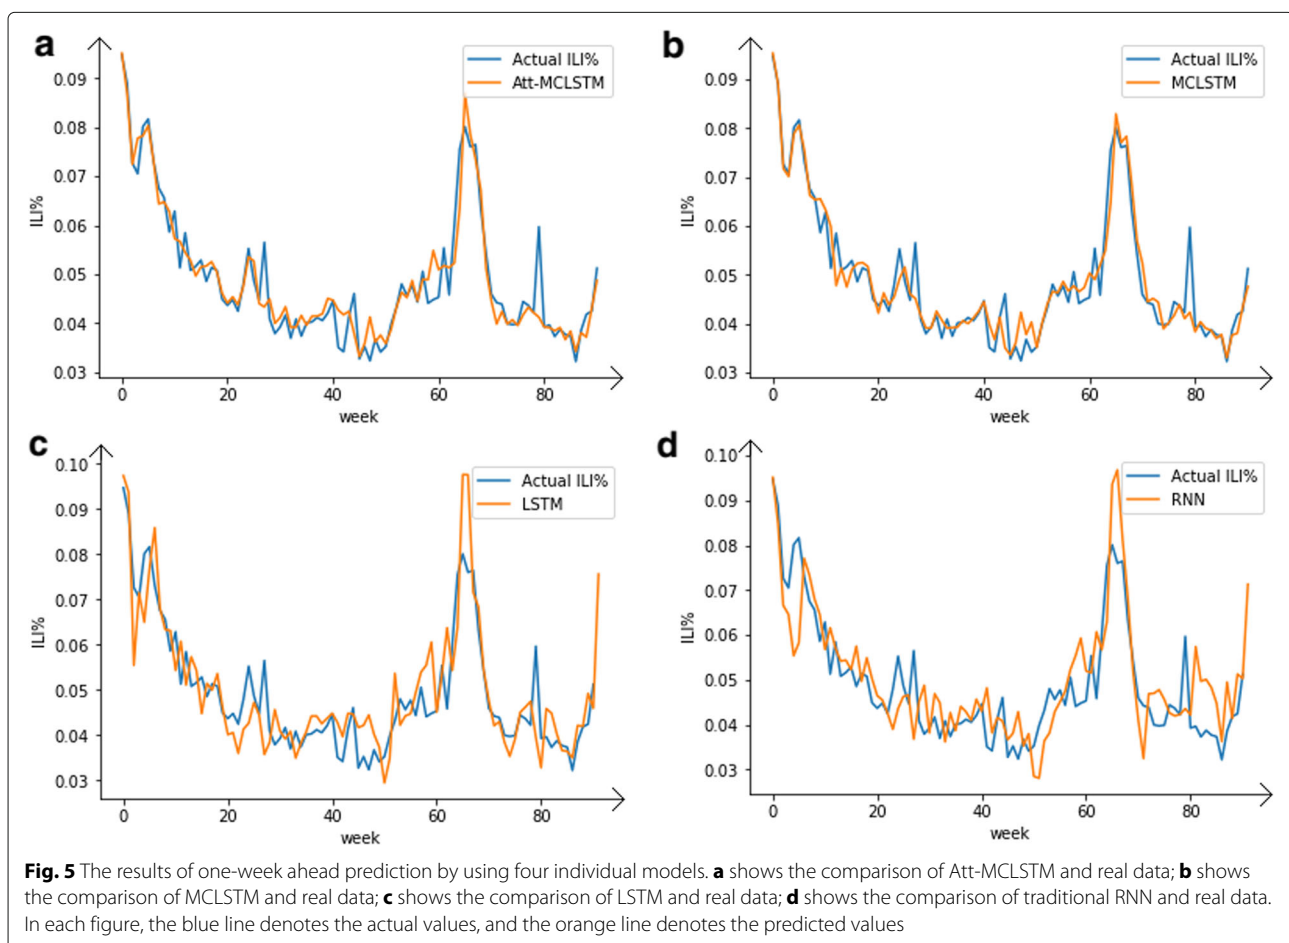 a
Actual ILI%
Att-MCLSTM
0.09
0.08
0.07
0.06
0.05
0.04
0.03
ILI%
0 20 40 60 80
week
b
Actual ILI%
MCLSTM
0.09
0.08
0.07
0.06
0.05
0.04
0.03
ILI%
0 20 40 60 80
week
c
Actual ILI%
LSTM
0.10
0.09
0.08
0.07
0.06
0.05
0.04
0.03
ILI%
0 20 40 60 80
week
d
Actual ILI%
RNN
0.10
0.09
0.08
0.07
0.06
0.05
0.04
0.03
ILI%
0 20 40 60 80
week
Fig. 5 The results of one-week ahead prediction by using four individual models. a shows the comparison of Att-MCLSTM and real data; b shows
the comparison of MCLSTM and real data; c shows the comparison of LSTM and real data; d shows the comparison of traditional RNN and real data.
In each figure, the blue line denotes the actual values, and the orange line denotes the predicted values